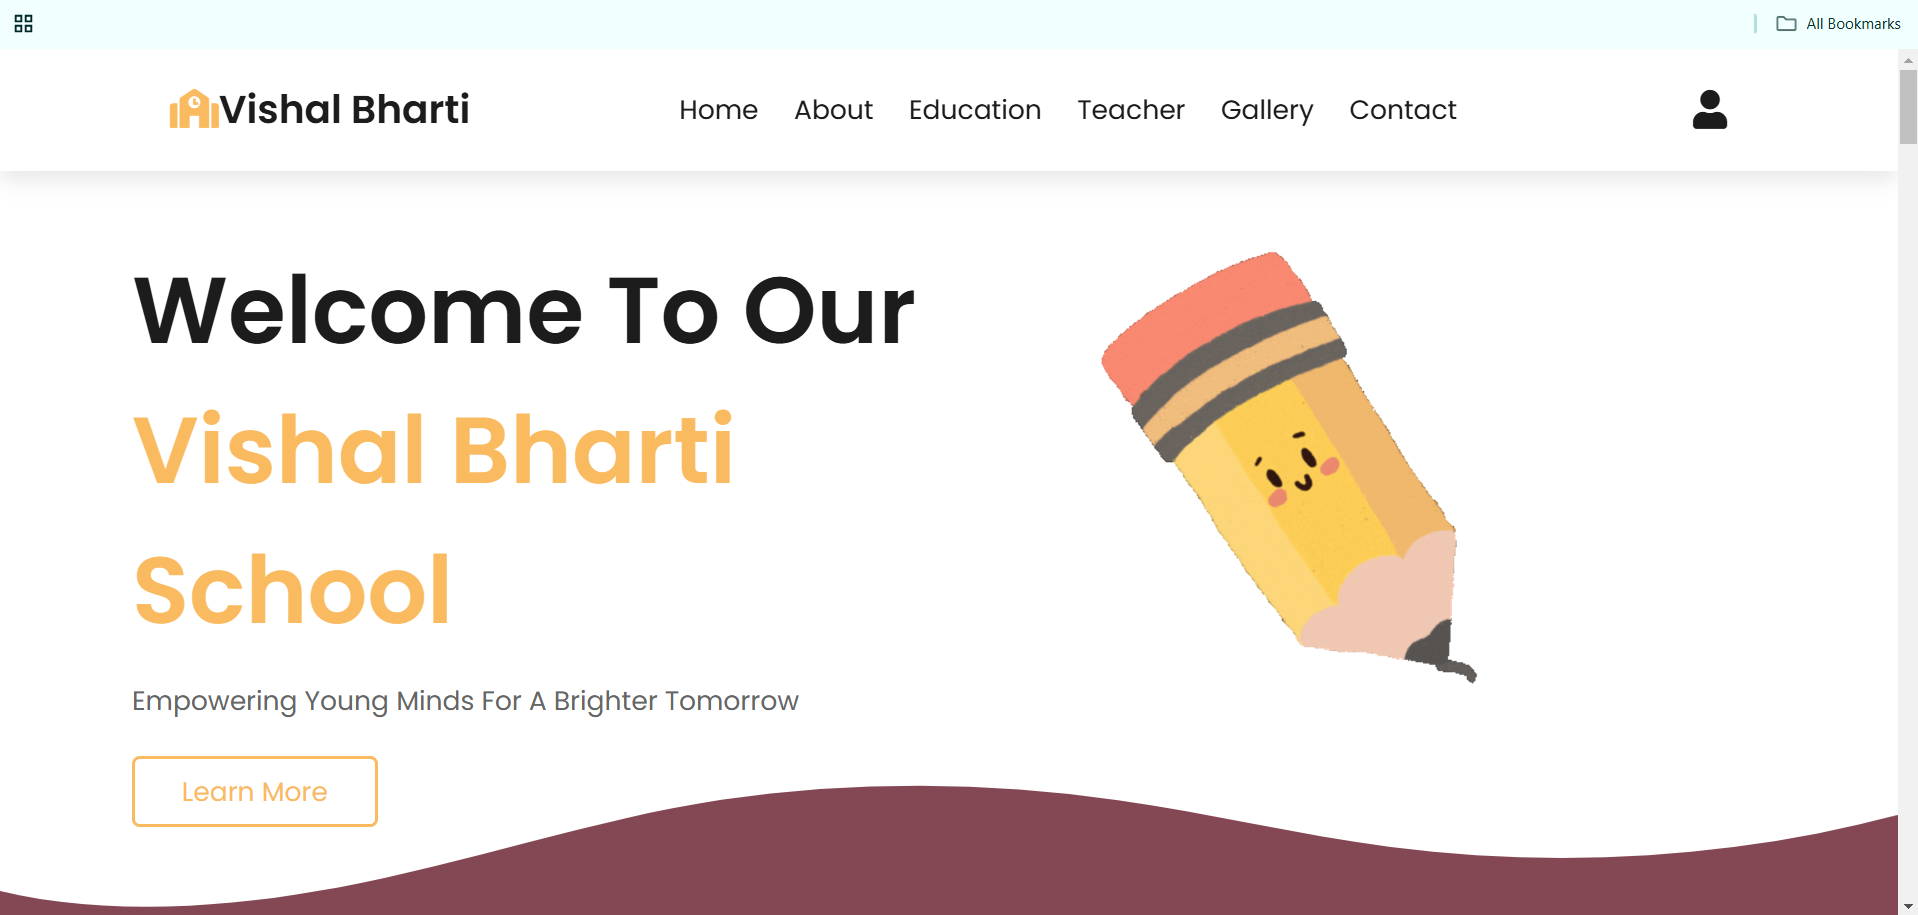 All Bookmarks
Vishal Bharti
Home About Education Teacher Gallery Contact
Welcome To Our
Vishal Bharti
School
Empowering Young Minds For A Brighter Tomorrow
Learn More